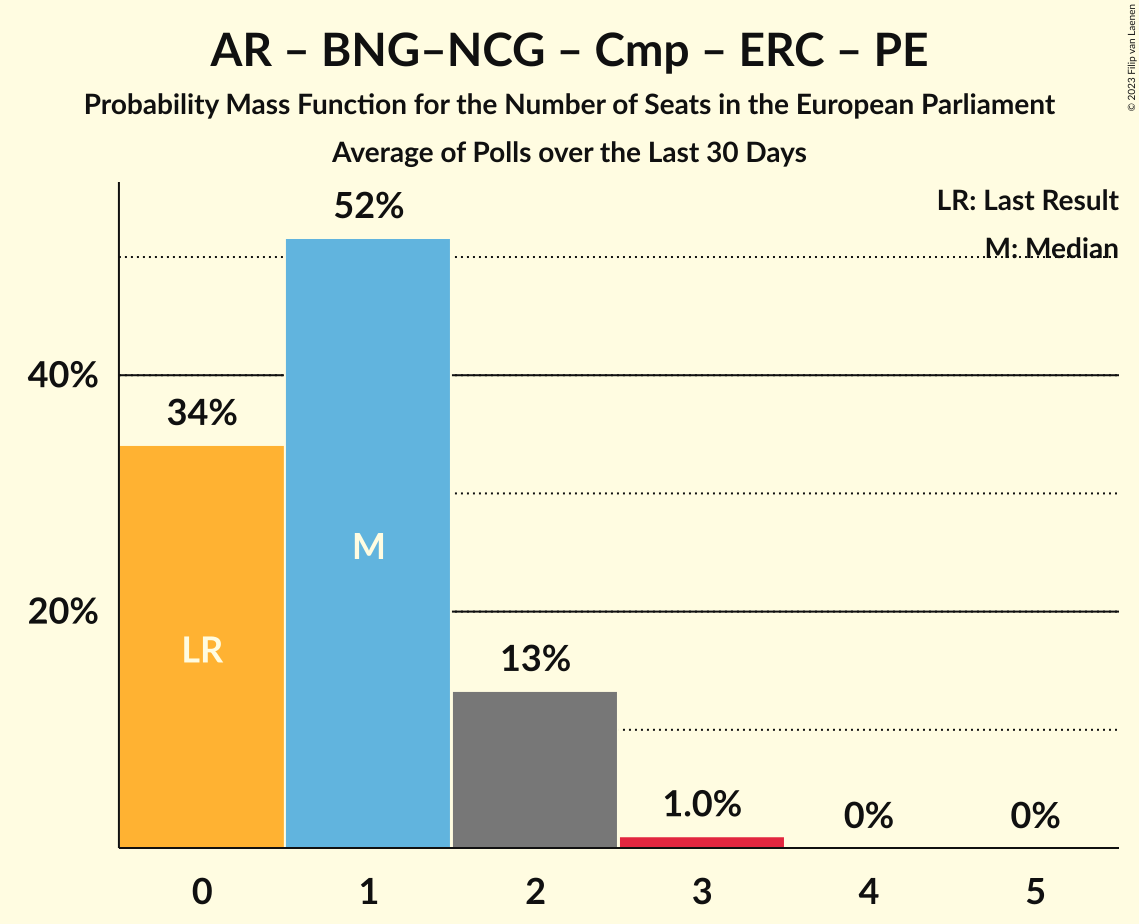 AR – BNG–NCG – Cmp – ERC – PE
Probability Mass Function for the Number of Seats in the European Parliament
Average of Polls over the Last 30 Days
© 2023 Filip van Laenen
LR: Last Result
M: Median
52%
40%
34%
M
20%
LR
13%
1.0%
0%
0%
0 1 2 3 4 5